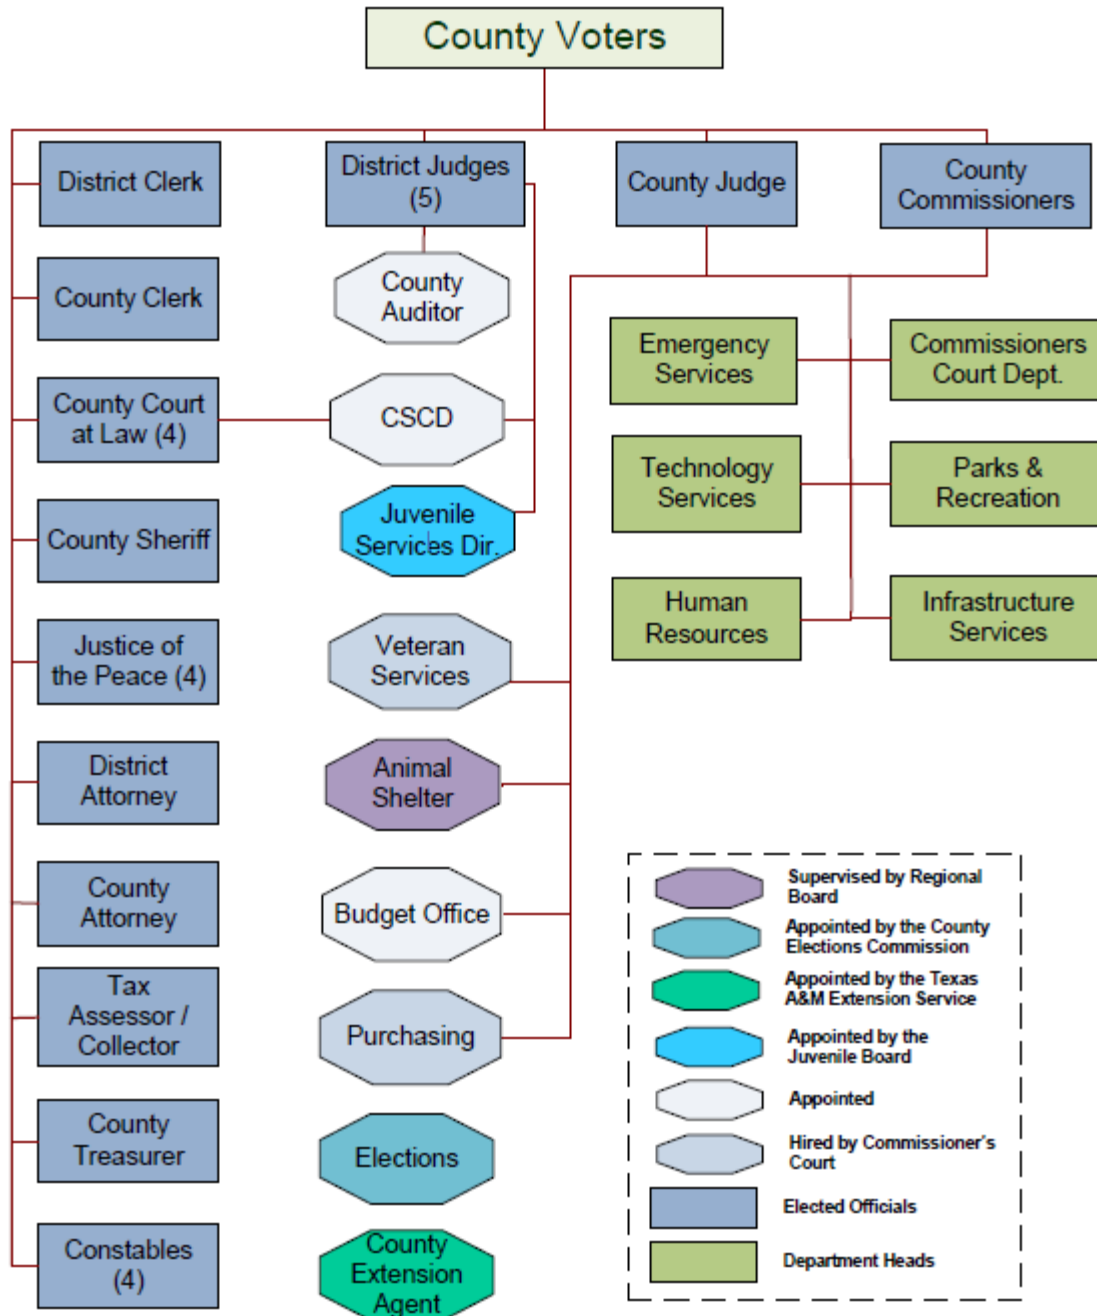 County Voters
District Clerk
District Judges
(5)
County Judge
County
Commissioners
County Clerk
County
Auditor
Emergency
Services
Commissioners
Court Dept.
County Court
at Law (4)
CSCD
Technology
Services
Parks &
Recreation
County Sheriff
Juvenile
Services Dir.
Human
Resources
Infrastructure
Services
Justice of
the Peace (4)
Veteran
Services
District
Attorney
Animal
Shelter
County
Attorney
Budget Office
Tax
Assessor /
Collector
Purchasing
County
Treasurer
Elections
Constables
(4)
County
Extension
Agent
Supervised by Regional
Board
Appointed by the County
Elections Commission
Appointed by the Texas
A&M Extension Service
Appointed by the
Juvenile Board
Appointed
Hired by Commissioner's
Court
Elected Officials
Department Heads